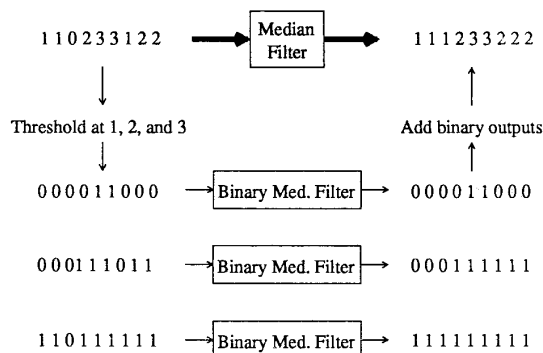 1 1 0 2 3 3 1 2 2
Median
Filter
1 1 1 2 3 3 2 2 2
Threshold at 1, 2, and 3
Add binary outputs
0 0 0 0 1 1 0 0 0
Binary Med. Filter
0 0 0 0 1 1 0 0 0
0 0 0 1 1 1 0 1 1
Binary Med. Filter
0 0 0 1 1 1 1 1 1
1 1 0 1 1 1 1 1 1
Binary Med. Filter
1 1 1 1 1 1 1 1 1